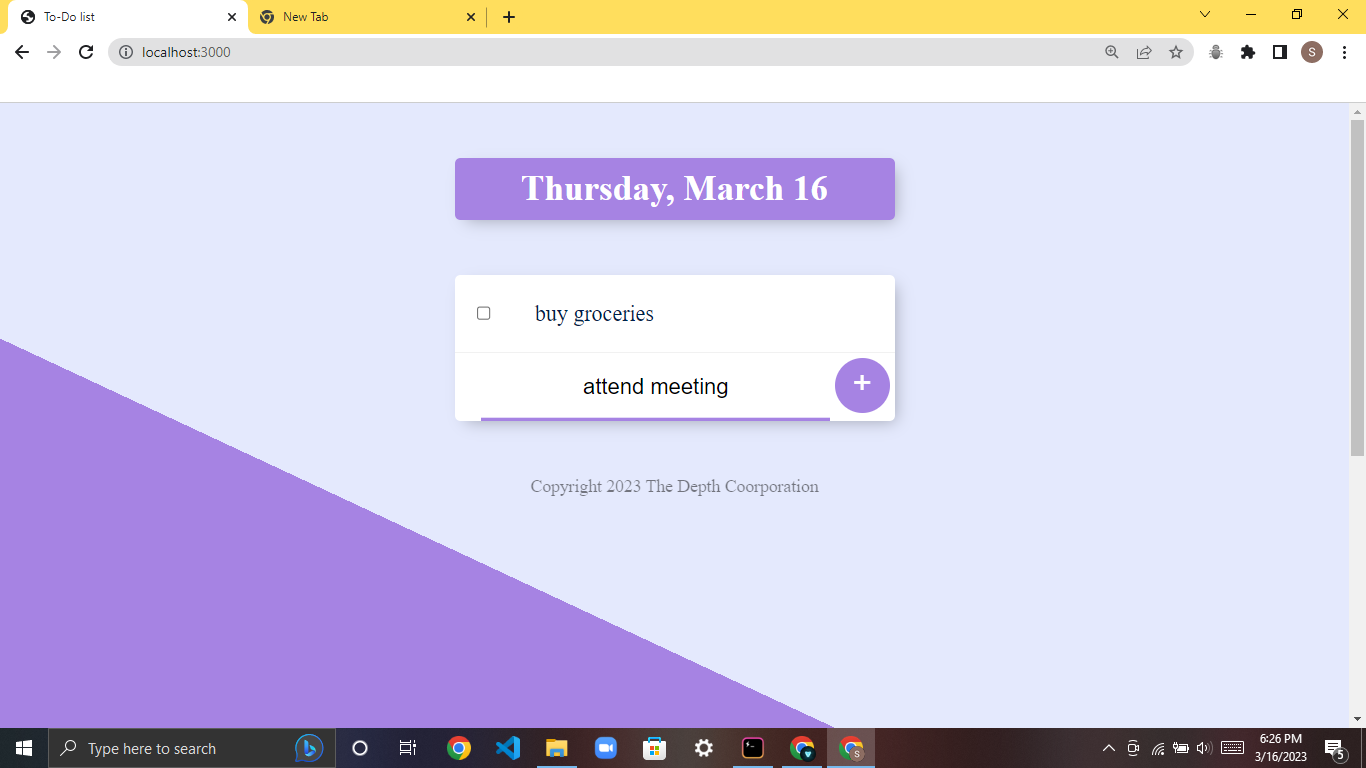 To-Do list
New Tab
localhost:3000
S
Thursday, March 16
buy groceries
attend meeting
+
Copyright 2023 The Depth Coorporation
Type here to search
6:26 PM
3/16/2023
5